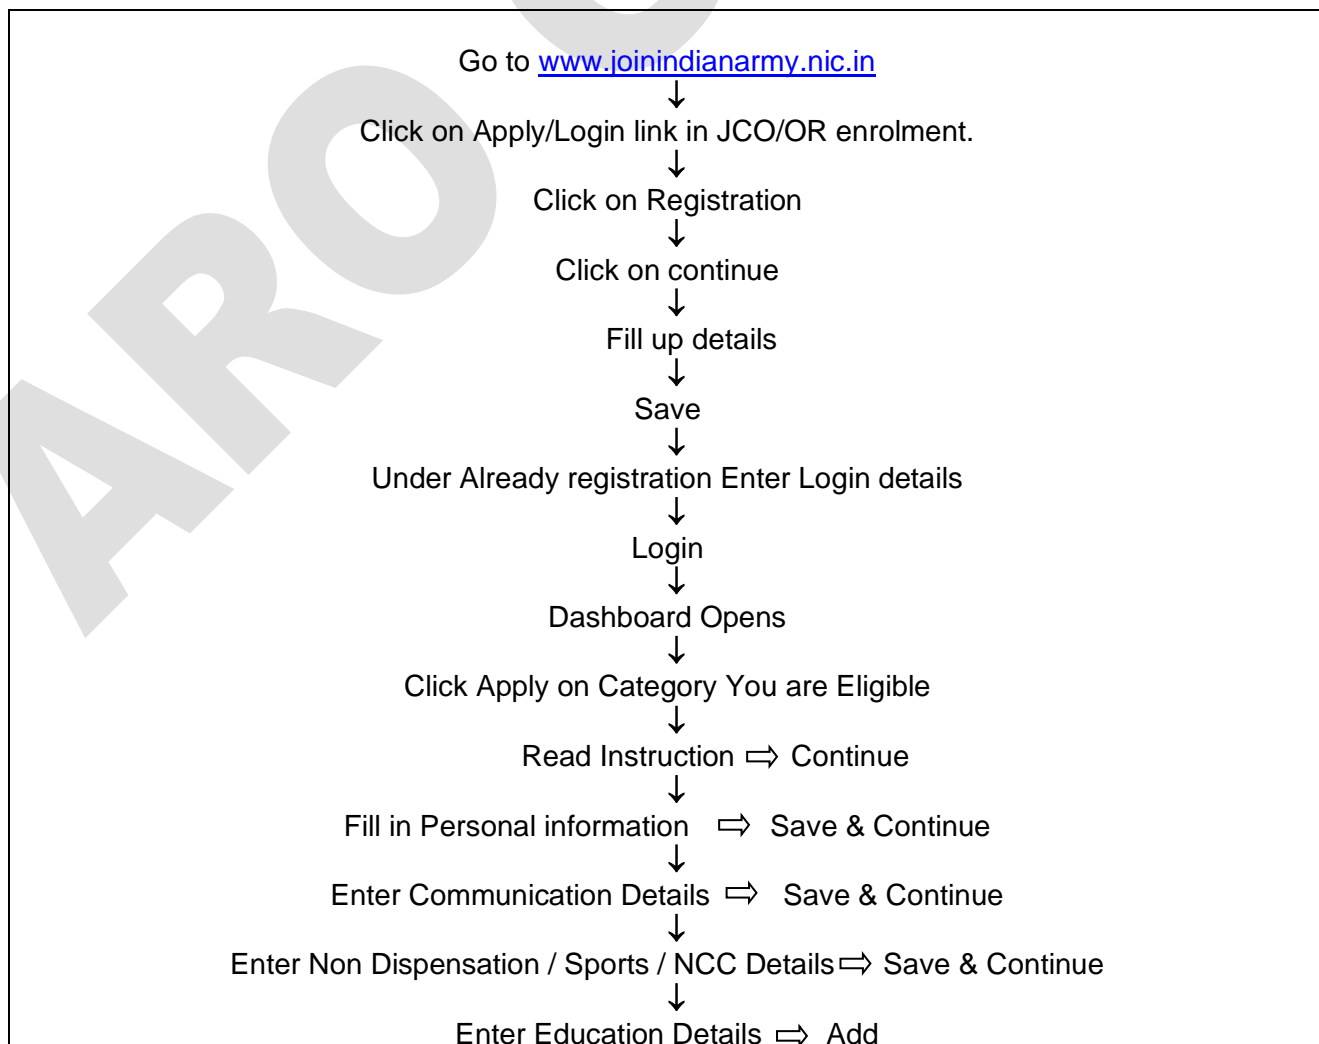 Go to www.joinindianarmy.nic.in
↓
Click on Apply/Login link in JCO/OR enrolment.
↓
Click on Registration
↓
Click on continue
↓
Fill up details
↓
Save
↓
Under Already registration Enter Login details
↓
Login
↓
Dashboard Opens
↓
Click Apply on Category You are Eligible
↓
Read Instruction ⇨ Continue
↓
Fill in Personal information ⇨ Save & Continue
↓
Enter Communication Details ⇨ Save & Continue
↓
Enter Non Dispensation / Sports / NCC Details ⇨ Save & Continue
↓
Enter Education Details ⇨ Add
ARO